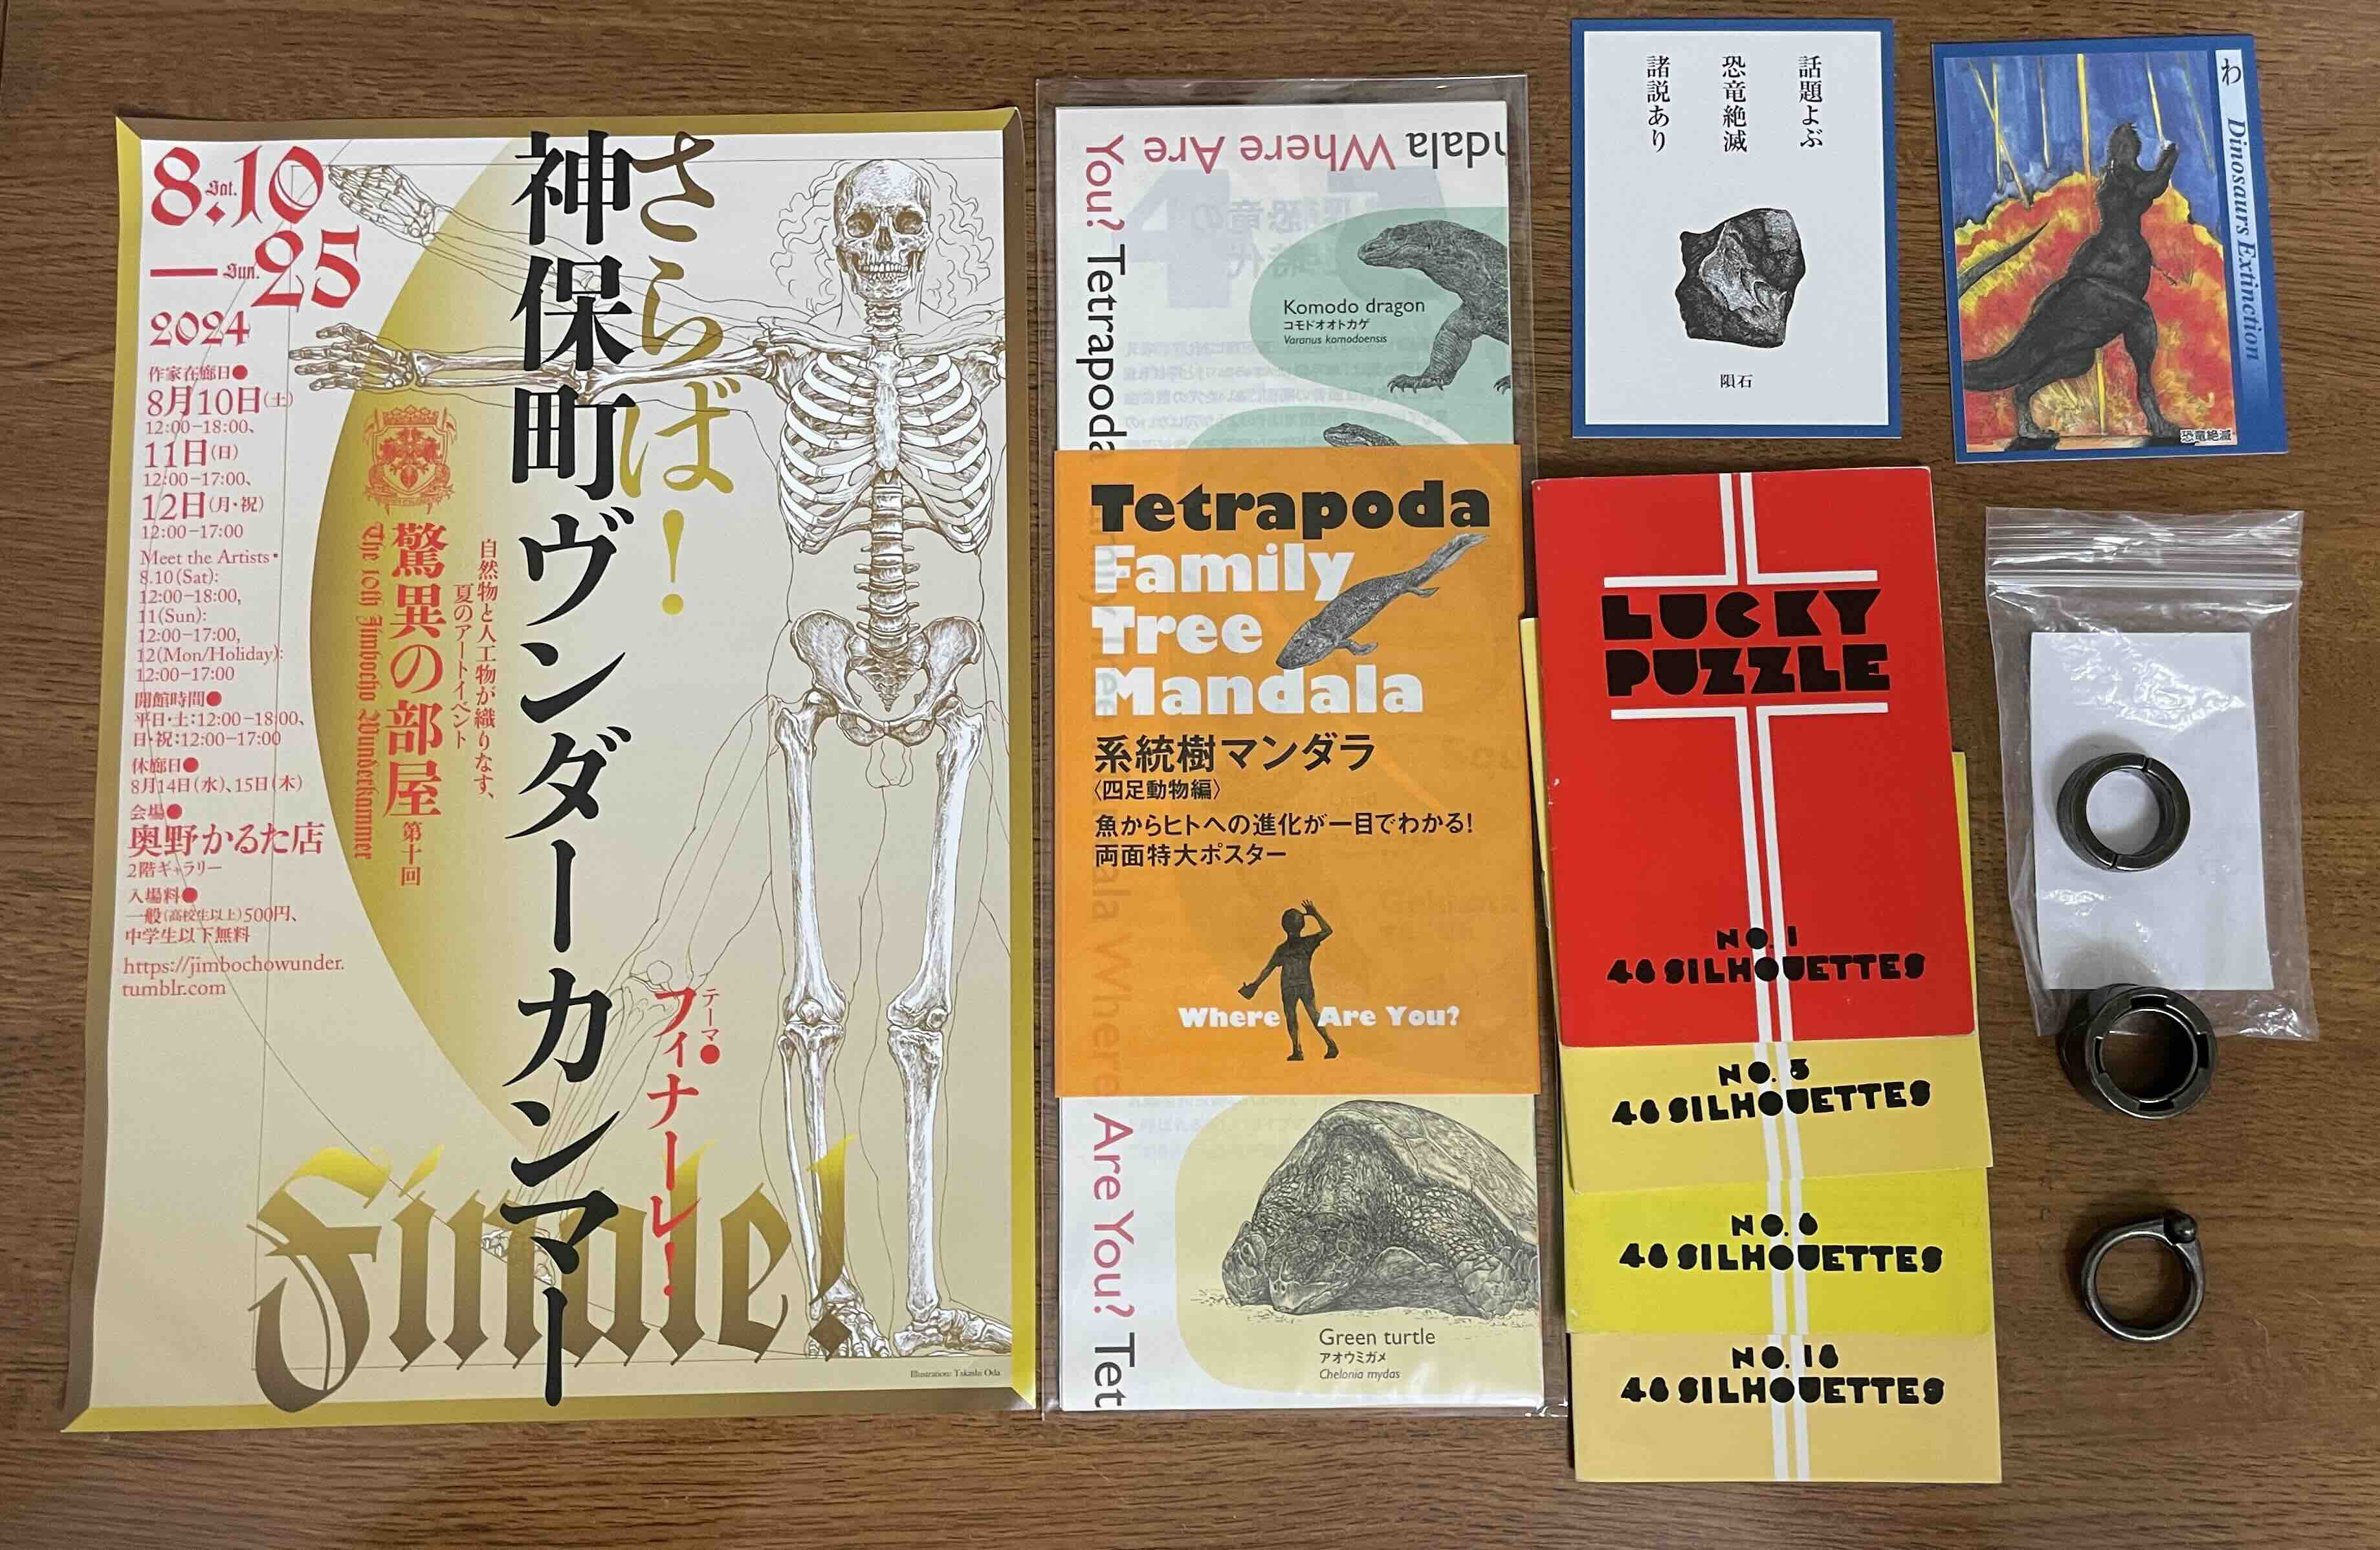 8.10
Sat.
—25
Sun.
2024
作家在廊日●
8月10日(土)
12:00−18:00、
11日(日)
12:00−17:00、
12日(月・祝)
12:00−17:00
Meet the Artists・
8.10(Sat):
12:00−18:00,
11(Sun):
12:00−17:00,
12(Mon/Holiday):
12:00−17:00
開館時間●
平日・土:12:00−18:00、
日・祝:12:00−17:00
休廊日●
8月14日(水)、15日(木)
会場●
奥野かるた店
2階ギャラリー
入場料●
一般(高校生以上)500円、
中学生以下無料
https://jimbochowunder.
tumblr.com
さらば!
神保町ヴンダーカンマー
自然物と人工物が織りなす、
夏のアートイベント
驚異の部屋 第十回
The 10th Jimbocho Wunderkammer
テーマ●
フィナーレ!
Finale!
Illustration: Takashi Oda
ndala Where Are
You? Tetrapoda
Komodo dragon
コモドオオトカゲ
Varanus komodoensis
Tetrapoda
Family
Tree
Mandala
系統樹マンダラ
〈四足動物編〉
魚からヒトへの進化が一目でわかる!
両面特大ポスター
Where Are You?
Where Are You? Tet
Green turtle
アオウミガメ
Chelonia mydas
話題よぶ
恐竜絶滅
諸説あり
隕石
わ
Dinosaurs Extinction
恐竜絶滅
LUCKY
PUZZLE
NO. 1
48 SILHOUETTES
NO. 5
48 SILHOUETTES
NO. 6
48 SILHOUETTES
NO. 18
48 SILHOUETTES